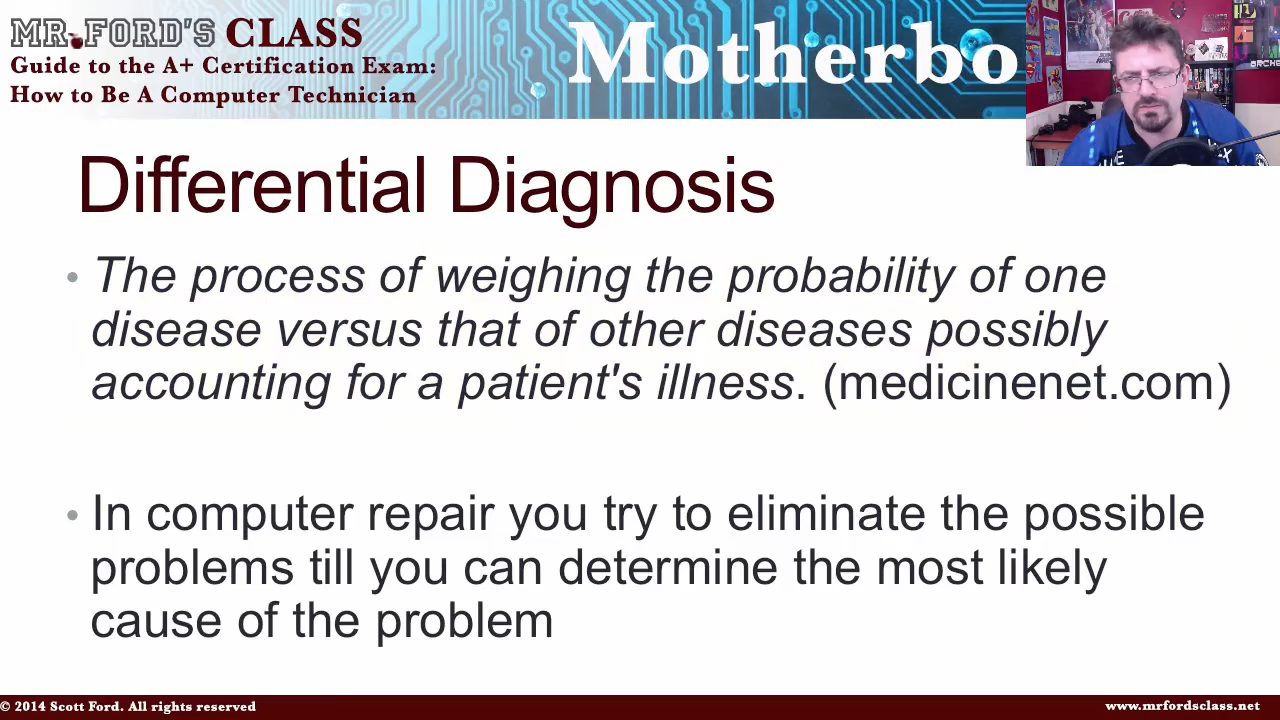 MR. FORD'S CLASS
Guide to the A+ Certification Exam:
How to Be A Computer Technician
Motherbo
Differential Diagnosis
• The process of weighing the probability of one
disease versus that of other diseases possibly
accounting for a patient's illness. (medicinenet.com)
• In computer repair you try to eliminate the possible
problems till you can determine the most likely
cause of the problem
© 2014 Scott Ford. All rights reserved
www.mrfordsclass.net